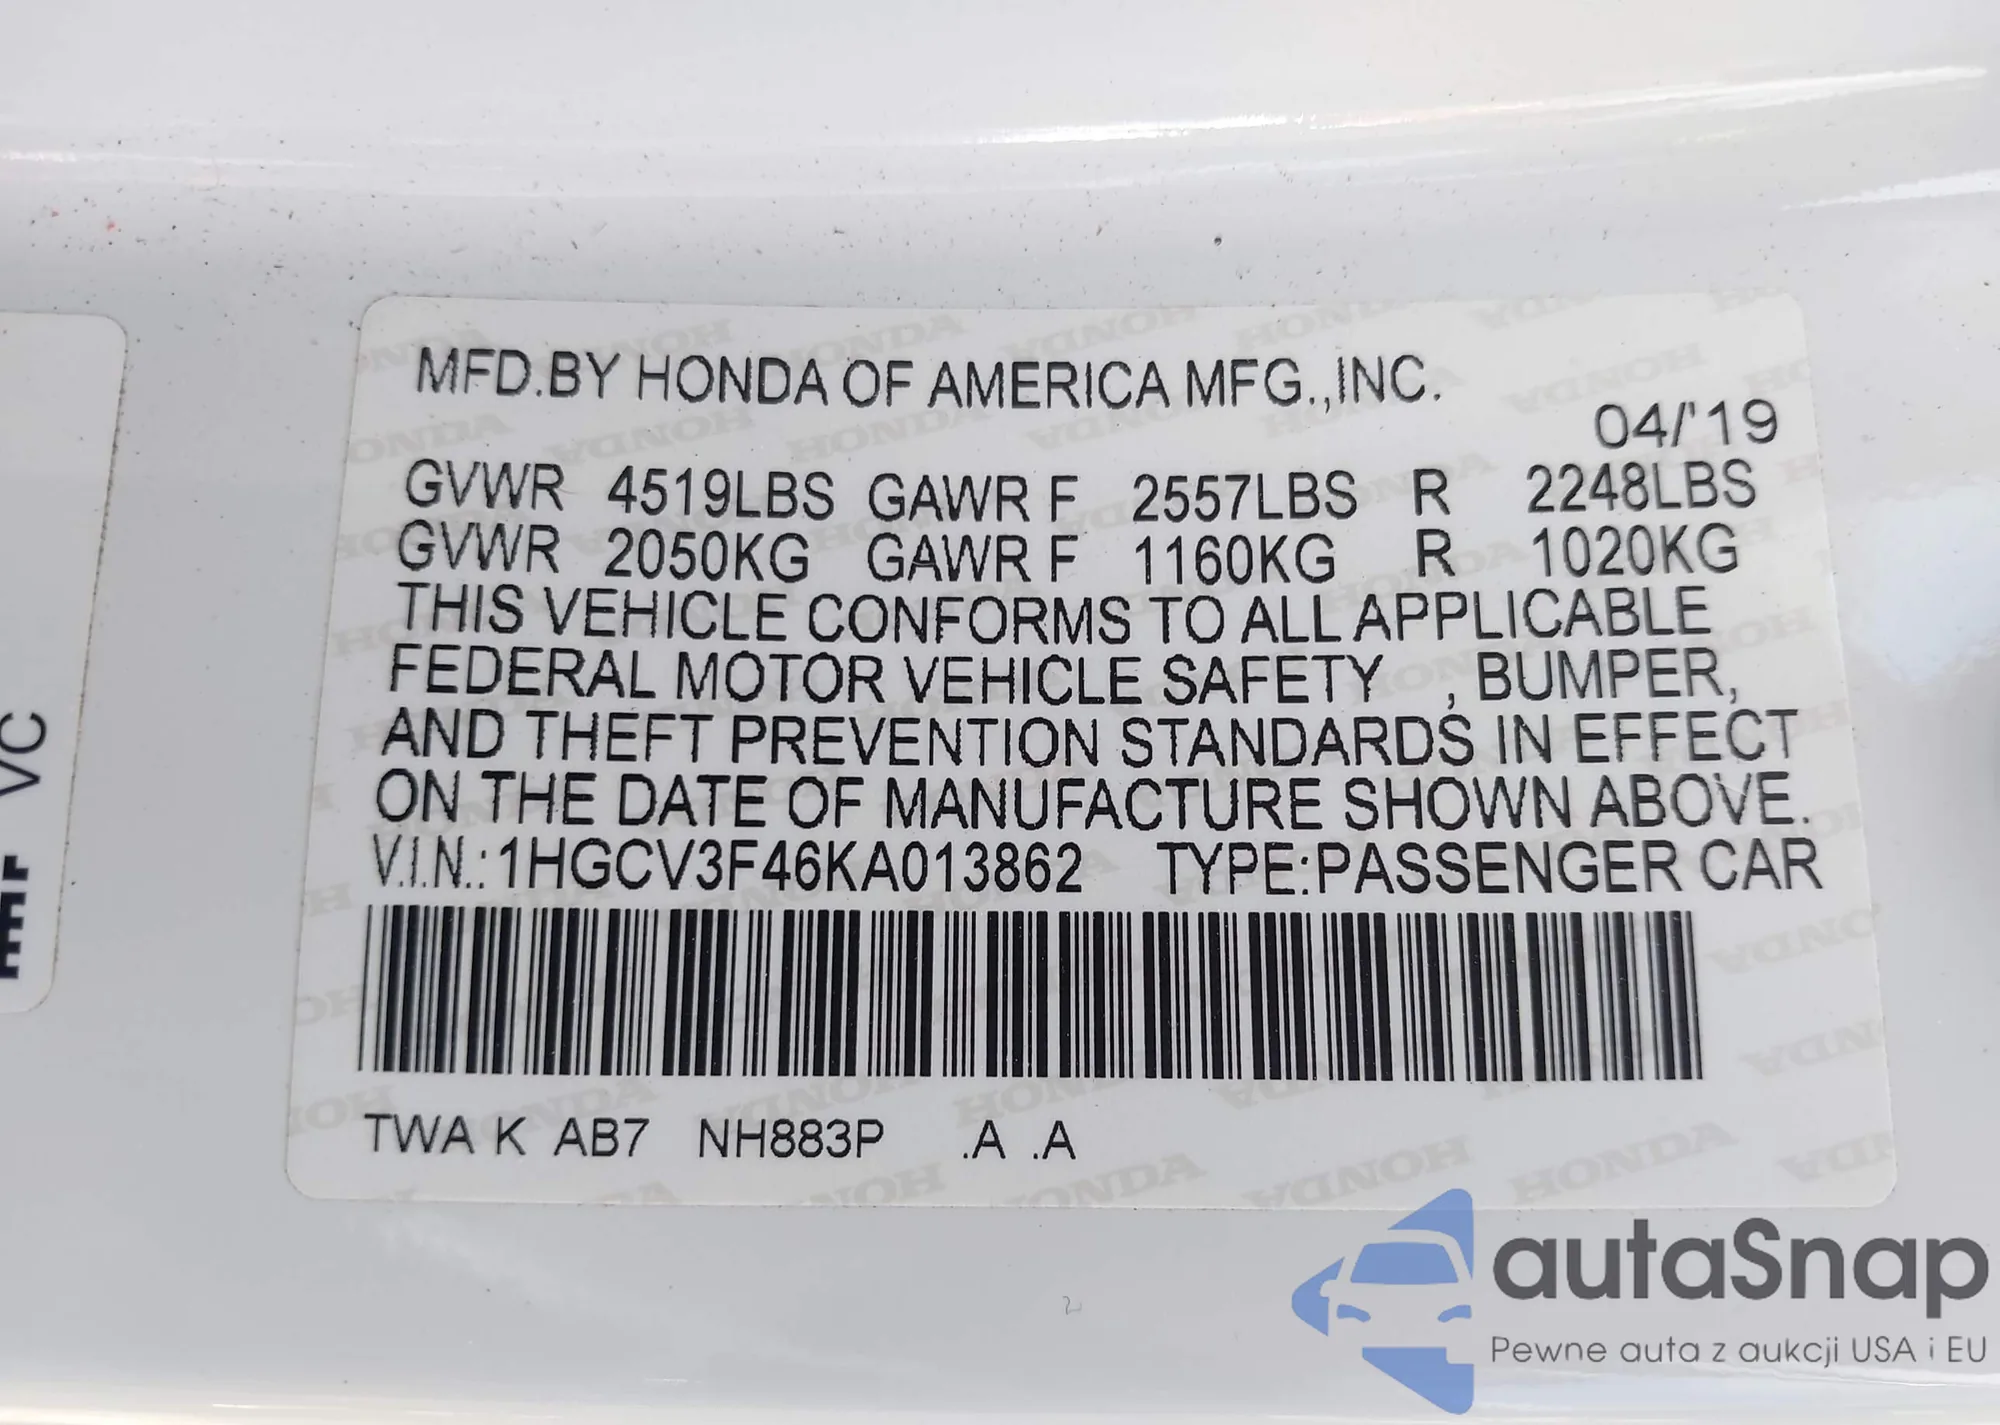 MFD.BY HONDA OF AMERICA MFG.,INC.
04/'19
GVWR 4519LBS GAWR F 2557LBS R 2248LBS
GVWR 2050KG GAWR F 1160KG R 1020KG
THIS VEHICLE CONFORMS TO ALL APPLICABLE
FEDERAL MOTOR VEHICLE SAFETY , BUMPER,
AND THEFT PREVENTION STANDARDS IN EFFECT
ON THE DATE OF MANUFACTURE SHOWN ABOVE.
V.I.N.:1HGCV3F46KA013862 TYPE:PASSENGER CAR
TWA K AB7 NH883P .A .A
VC
autaSnap
Pewne auta z aukcji USA i EU